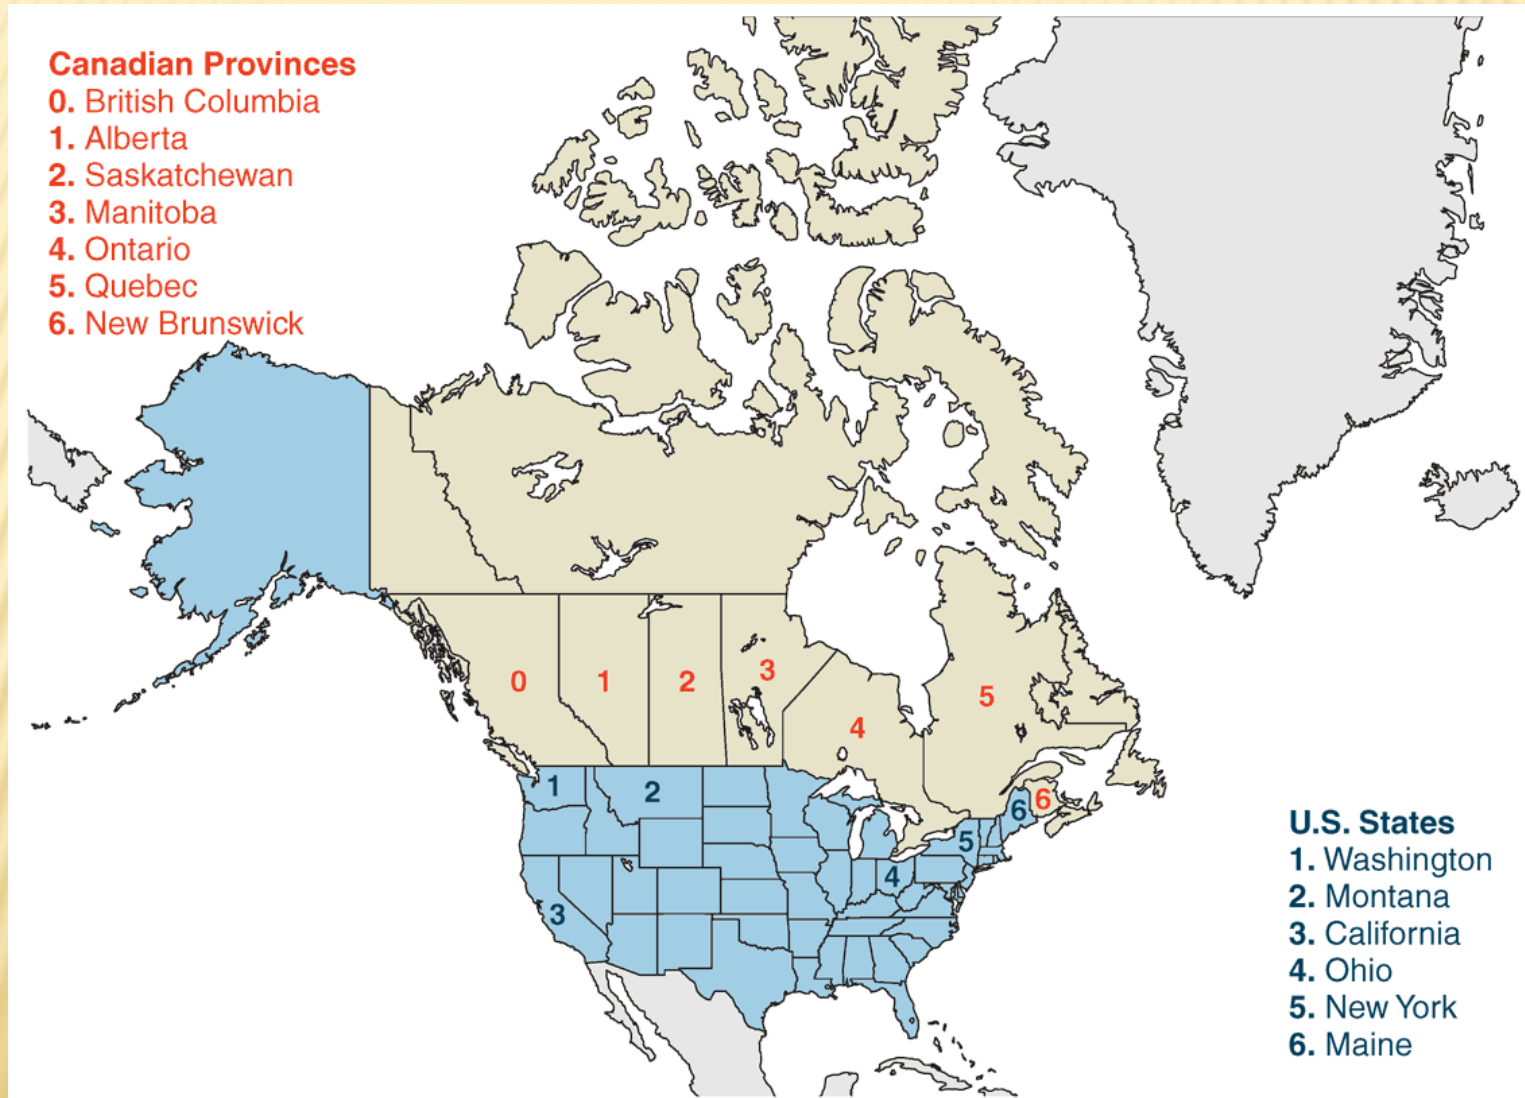 Canadian Provinces
0. British Columbia
1. Alberta
2. Saskatchewan
3. Manitoba
4. Ontario
5. Quebec
6. New Brunswick
0
1
2
3
4
5
6
1
2
3
4
5
6
U.S. States
1. Washington
2. Montana
3. California
4. Ohio
5. New York
6. Maine